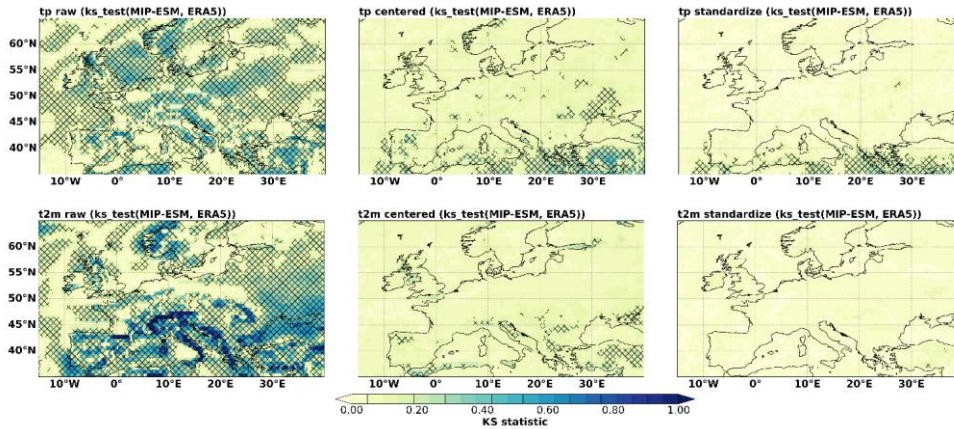 tp raw (ks_test(MIP-ESM, ERA5))
tp centered (ks_test(MIP-ESM, ERA5))
tp standardize (ks_test(MIP-ESM, ERA5))
60°N
55°N
50°N
45°N
40°N
10°W 0° 10°E 20°E 30°E
10°W 0° 10°E 20°E 30°E
10°W 0° 10°E 20°E 30°E
t2m raw (ks_test(MIP-ESM, ERA5))
t2m centered (ks_test(MIP-ESM, ERA5))
t2m standardize (ks_test(MIP-ESM, ERA5))
60°N
55°N
50°N
45°N
40°N
10°W 0° 10°E 20°E 30°E
10°W 0° 10°E 20°E 30°E
10°W 0° 10°E 20°E 30°E
0.00 0.20 0.40 0.60 0.80 1.00
KS statistic